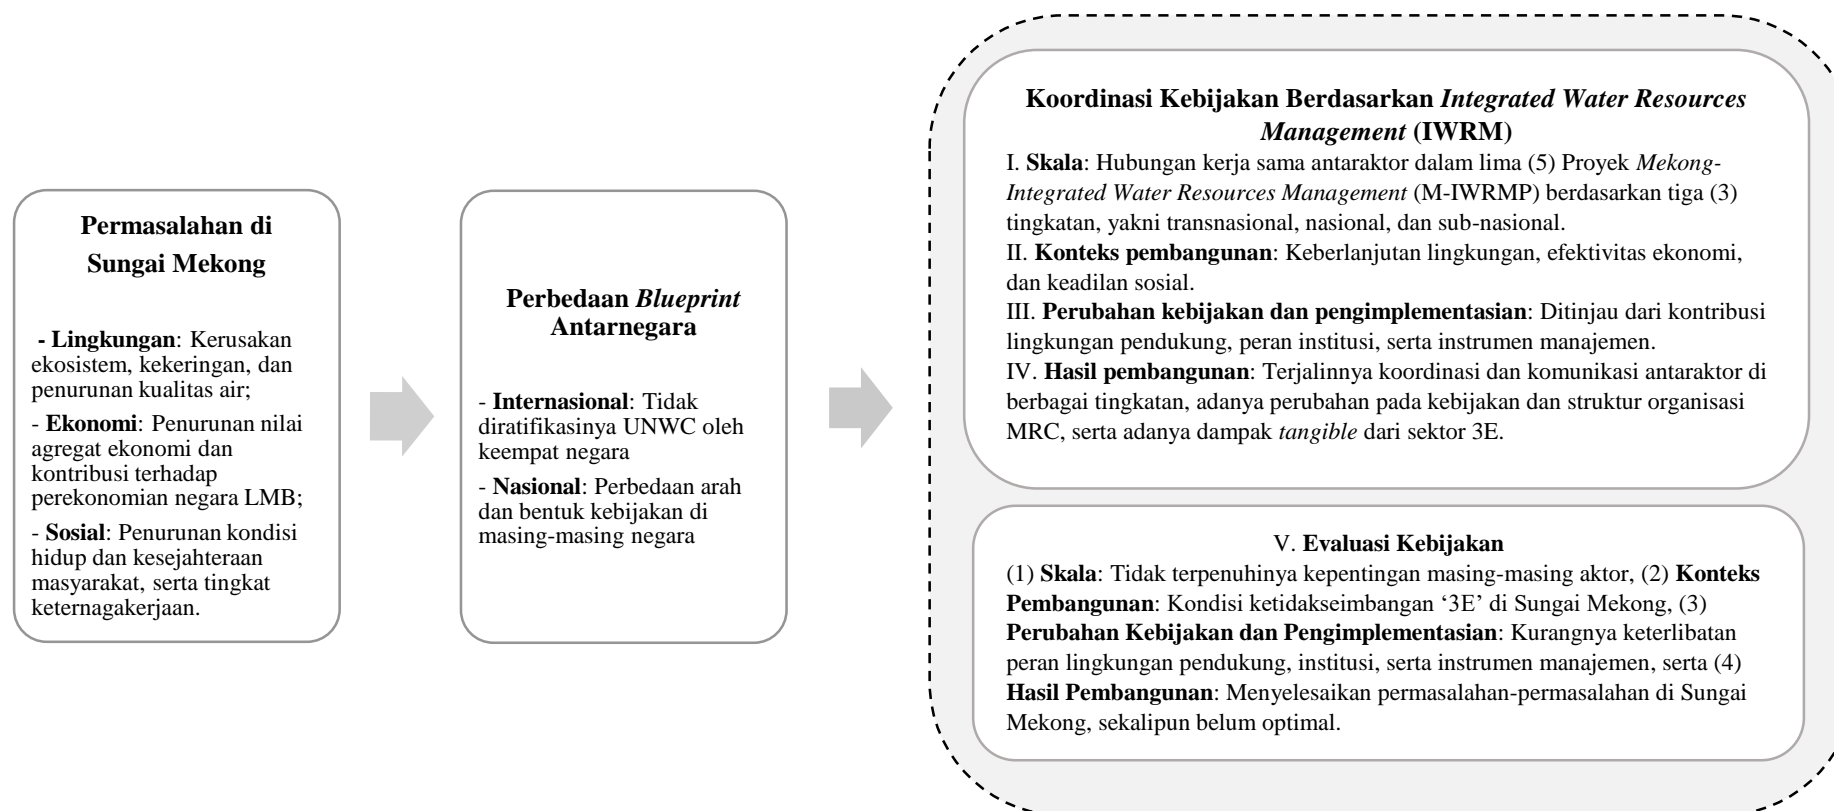 Permasalahan di
Sungai Mekong
- Lingkungan: Kerusakan
ekosistem, kekeringan, dan
penurunan kualitas air;
- Ekonomi: Penurunan nilai
agregat ekonomi dan
kontribusi terhadap
perekonomian negara LMB;
- Sosial: Penurunan kondisi
hidup dan kesejahteraan
masyarakat, serta tingkat
keternagakerjaan.
Perbedaan Blueprint
Antarnegara
- Internasional: Tidak
diratifikasinya UNWC oleh
keempat negara
- Nasional: Perbedaan arah
dan bentuk kebijakan di
masing-masing negara
Koordinasi Kebijakan Berdasarkan Integrated Water Resources
Management (IWRM)
I. Skala: Hubungan kerja sama antaraktor dalam lima (5) Proyek Mekong-
Integrated Water Resources Management (M-IWRMP) berdasarkan tiga (3)
tingkatan, yakni transnasional, nasional, dan sub-nasional.
II. Konteks pembangunan: Keberlanjutan lingkungan, efektivitas ekonomi,
dan keadilan sosial.
III. Perubahan kebijakan dan pengimplementasian: Ditinjau dari kontribusi
lingkungan pendukung, peran institusi, serta instrumen manajemen.
IV. Hasil pembangunan: Terjalinnya koordinasi dan komunikasi antaraktor di
berbagai tingkatan, adanya perubahan pada kebijakan dan struktur organisasi
MRC, serta adanya dampak tangible dari sektor 3E.
V. Evaluasi Kebijakan
(1) Skala: Tidak terpenuhinya kepentingan masing-masing aktor, (2) Konteks
Pembangunan: Kondisi ketidakseimbangan ‘3E’ di Sungai Mekong, (3)
Perubahan Kebijakan dan Pengimplementasian: Kurangnya keterlibatan
peran lingkungan pendukung, institusi, serta instrumen manajemen, serta (4)
Hasil Pembangunan: Menyelesaikan permasalahan-permasalahan di Sungai
Mekong, sekalipun belum optimal.